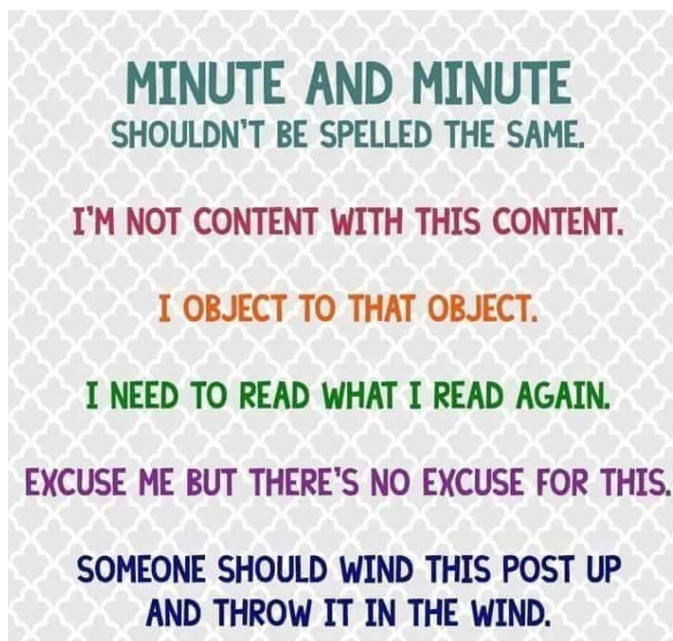 MINUTE AND MINUTE
SHOULDN'T BE SPELLED THE SAME.
I'M NOT CONTENT WITH THIS CONTENT.
I OBJECT TO THAT OBJECT.
I NEED TO READ WHAT I READ AGAIN.
EXCUSE ME BUT THERE'S NO EXCUSE FOR THIS.
SOMEONE SHOULD WIND THIS POST UP
AND THROW IT IN THE WIND.